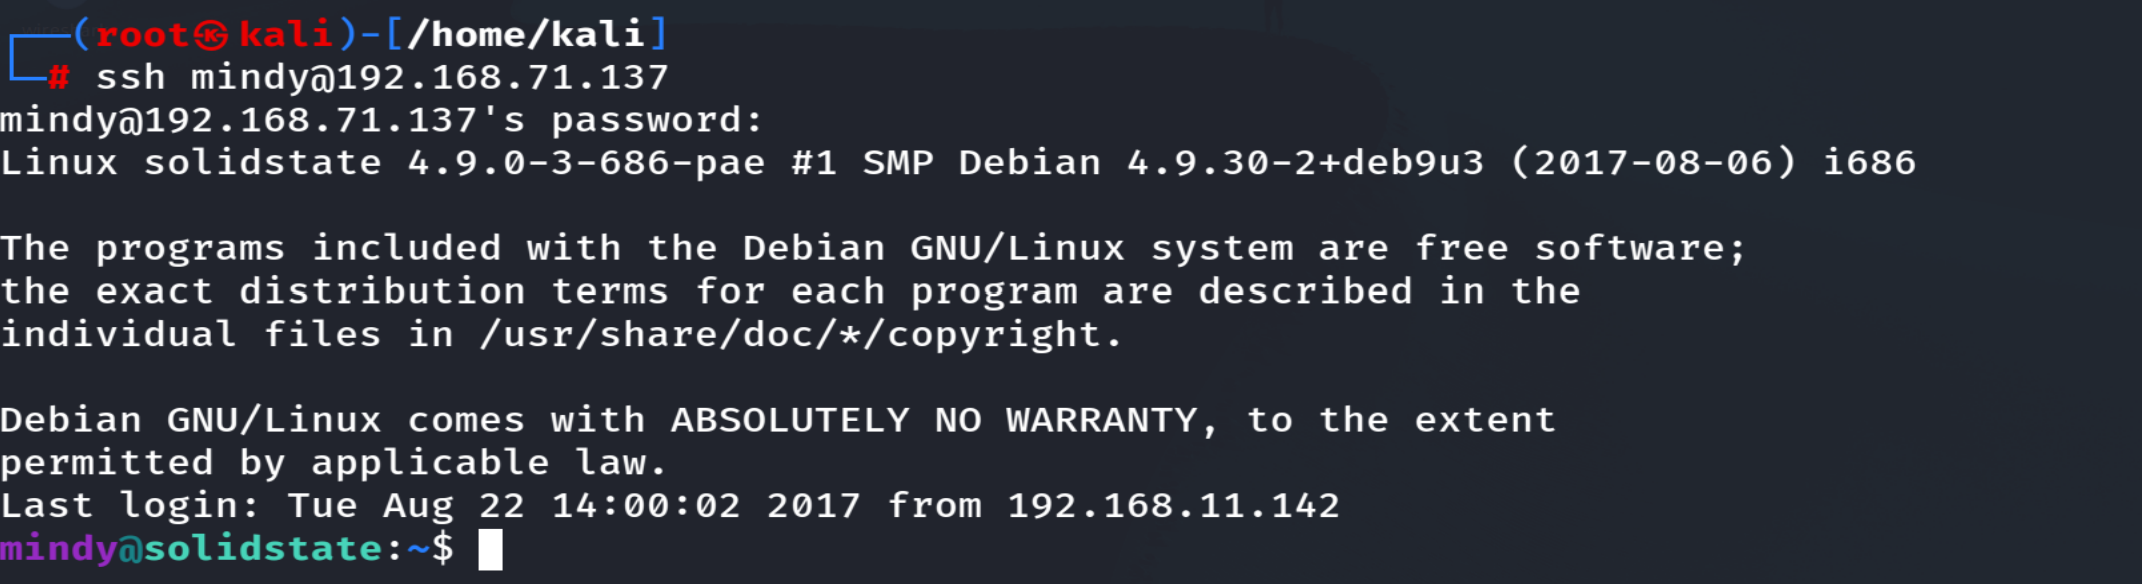 (root㉿kali)-[/home/kali]
# ssh mindy@192.168.71.137
mindy@192.168.71.137's password:
Linux solidstate 4.9.0-3-686-pae #1 SMP Debian 4.9.30-2+deb9u3 (2017-08-06) i686
The programs included with the Debian GNU/Linux system are free software;
the exact distribution terms for each program are described in the
individual files in /usr/share/doc/*/copyright.
Debian GNU/Linux comes with ABSOLUTELY NO WARRANTY, to the extent
permitted by applicable law.
Last login: Tue Aug 22 14:00:02 2017 from 192.168.11.142
mindy@solidstate:~$